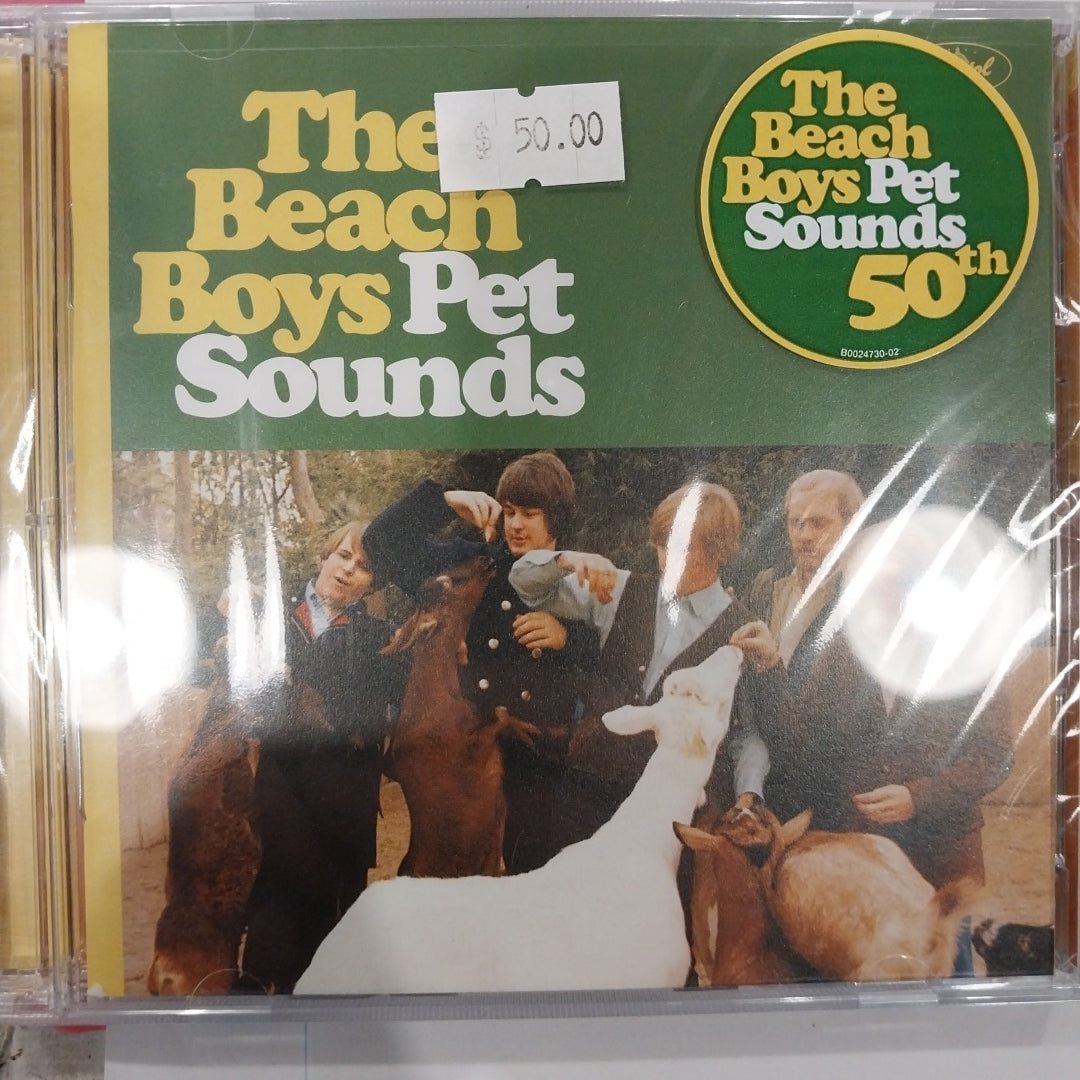 The
Beach
Boys Pet
Sounds
$ 50.00
The
Beach
Boys Pet
Sounds
50th
B0024730-02